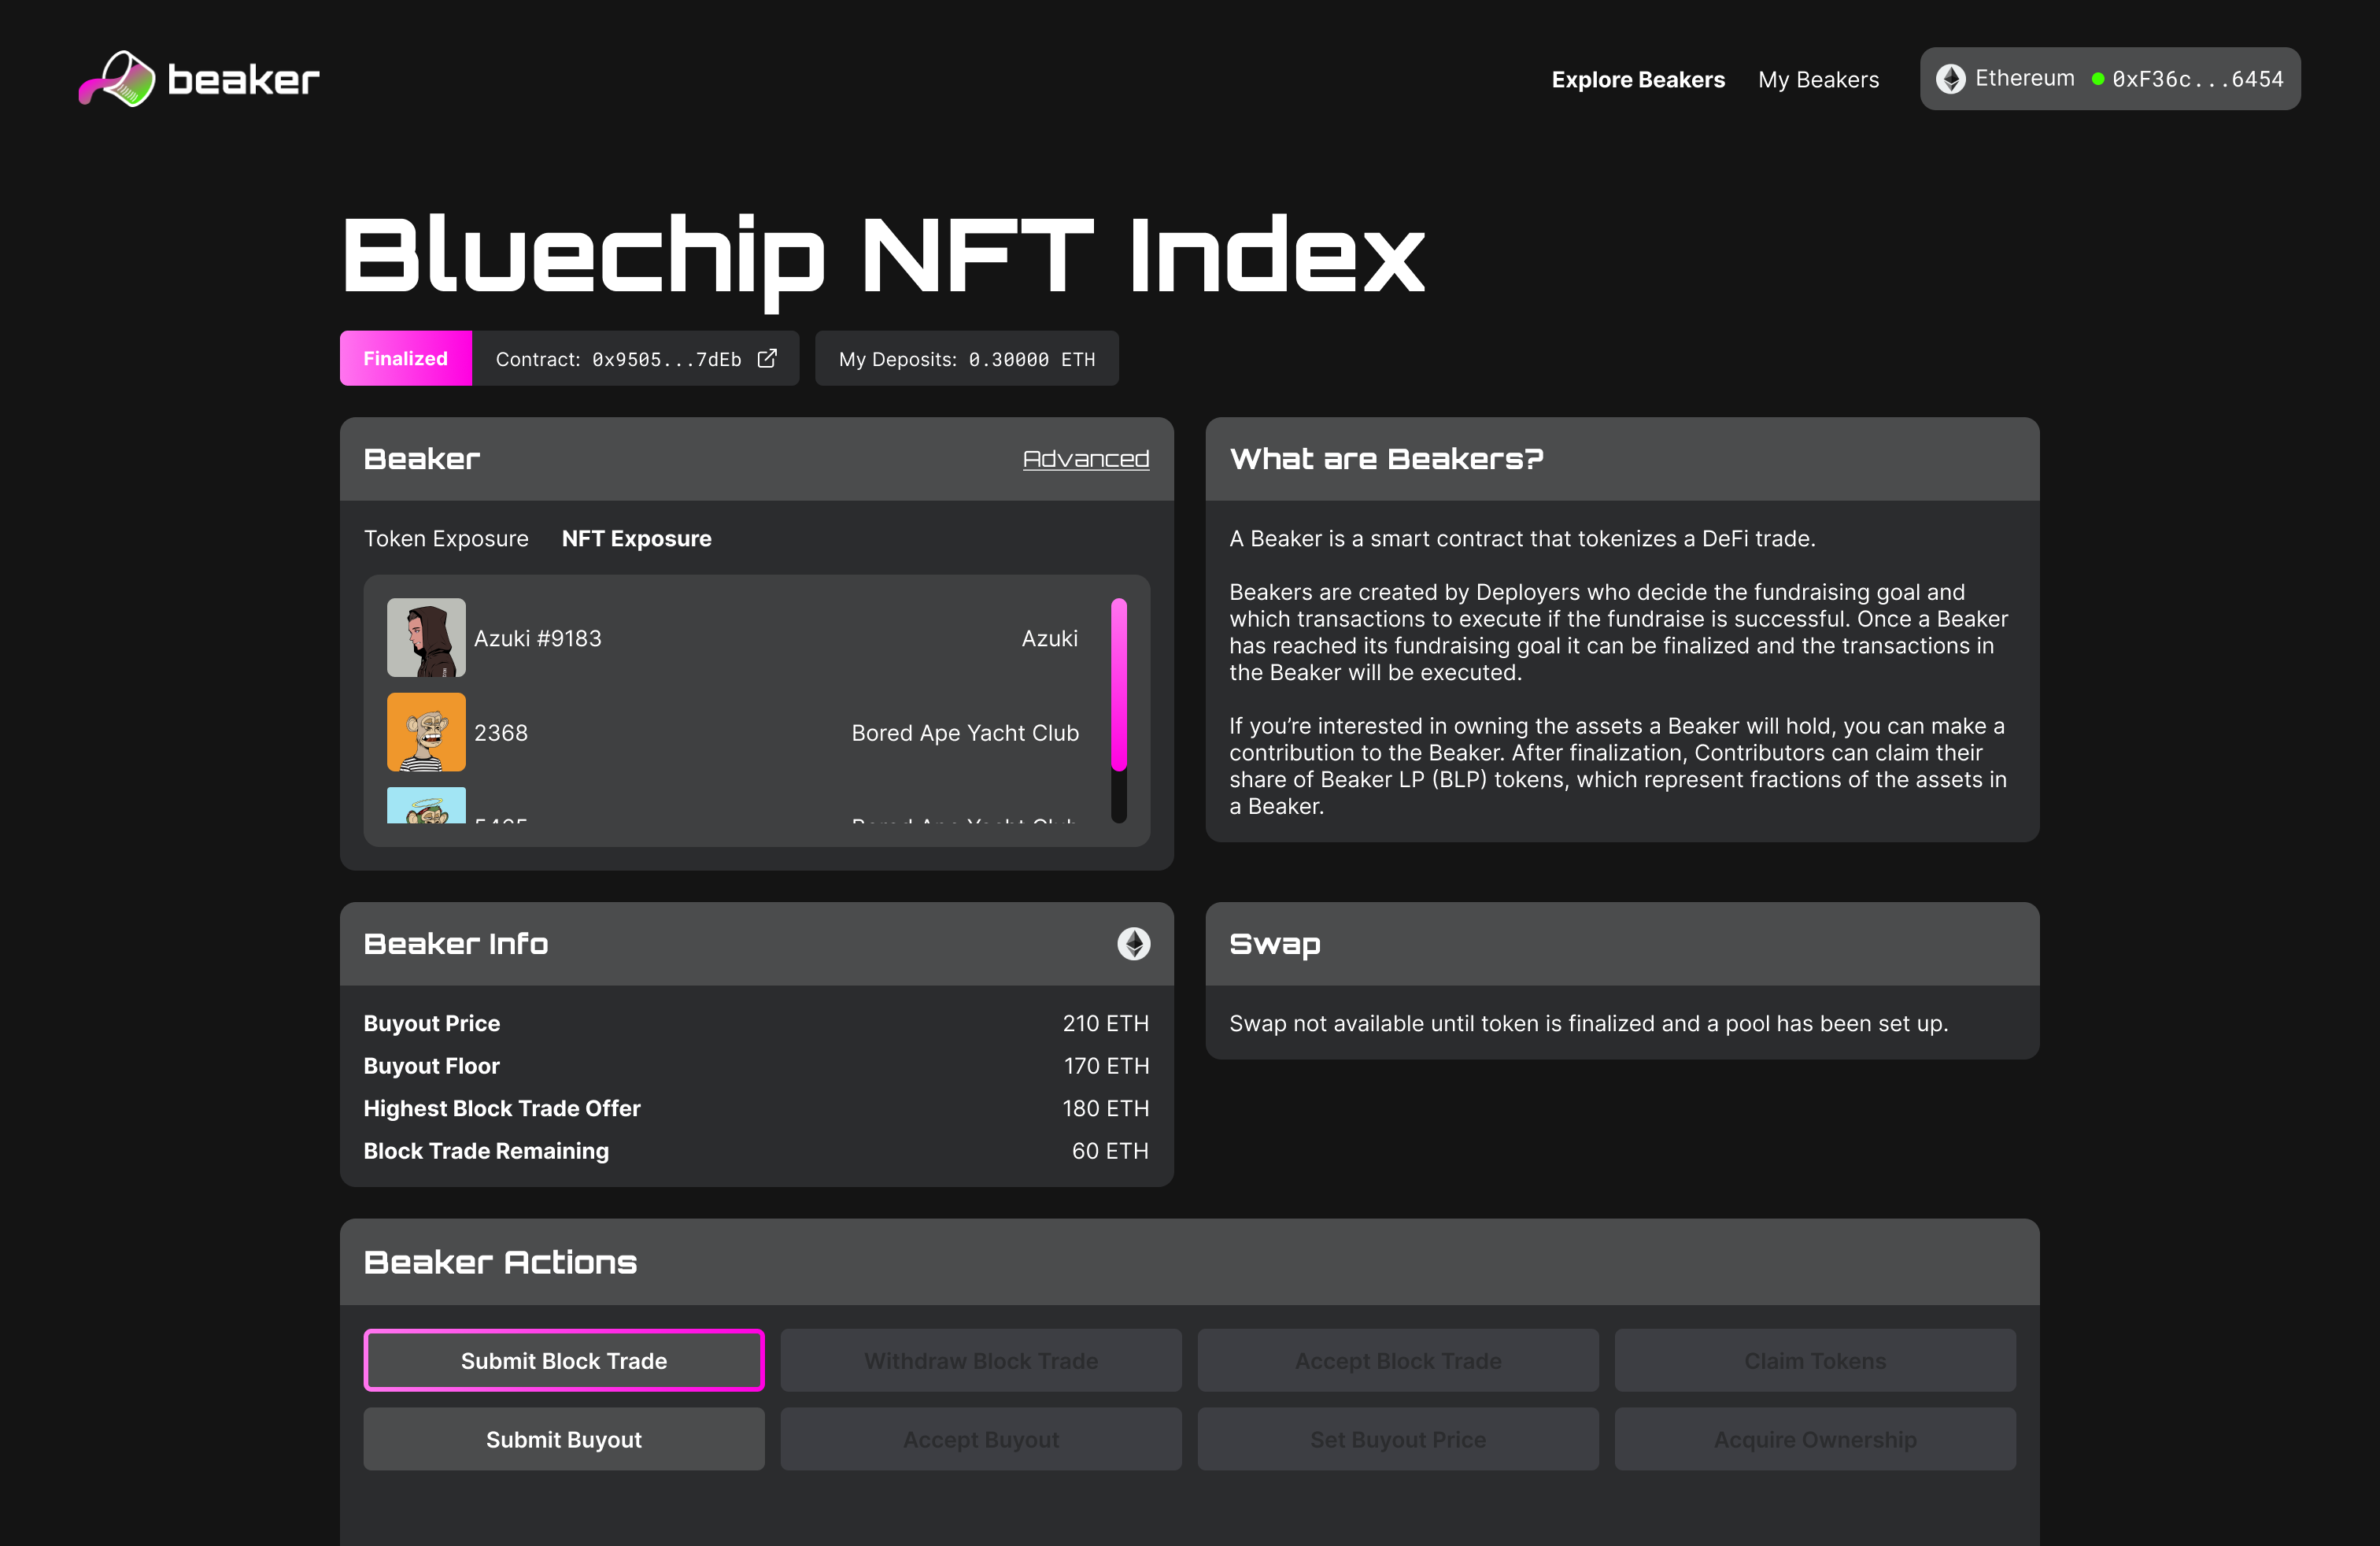 beaker
Explore Beakers
My Beakers
Ethereum
0xF36c...6454
Bluechip NFT Index
Finalized
Contract: 0x9505...7dEb
My Deposits: 0.30000 ETH
Beaker
Advanced
Token Exposure
NFT Exposure
Azuki #9183
Azuki
2368
Bored Ape Yacht Club
Bored Ape Yacht Club
What are Beakers?
A Beaker is a smart contract that tokenizes a DeFi trade.
Beakers are created by Deployers who decide the fundraising goal and
which transactions to execute if the fundraise is successful. Once a Beaker
has reached its fundraising goal it can be finalized and the transactions in
the Beaker will be executed.
If you’re interested in owning the assets a Beaker will hold, you can make a
contribution to the Beaker. After finalization, Contributors can claim their
share of Beaker LP (BLP) tokens, which represent fractions of the assets in
a Beaker.
Beaker Info
Buyout Price
210 ETH
Buyout Floor
170 ETH
Highest Block Trade Offer
180 ETH
Block Trade Remaining
60 ETH
Swap
Swap not available until token is finalized and a pool has been set up.
Beaker Actions
Submit Block Trade
Withdraw Block Trade
Accept Block Trade
Claim Tokens
Submit Buyout
Accept Buyout
Set Buyout Price
Acquire Ownership